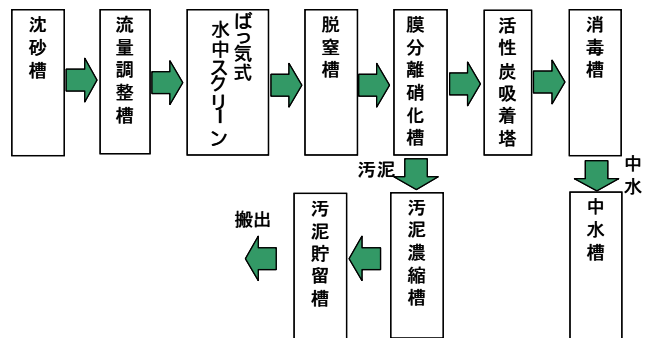 沈砂槽
流量調整槽
ばっ気式
水中スクリーン
脱窒槽
膜分離硝化槽
活性炭吸着塔
消毒槽
汚泥
中水
搬出
汚泥貯留槽
汚泥濃縮槽
中水槽